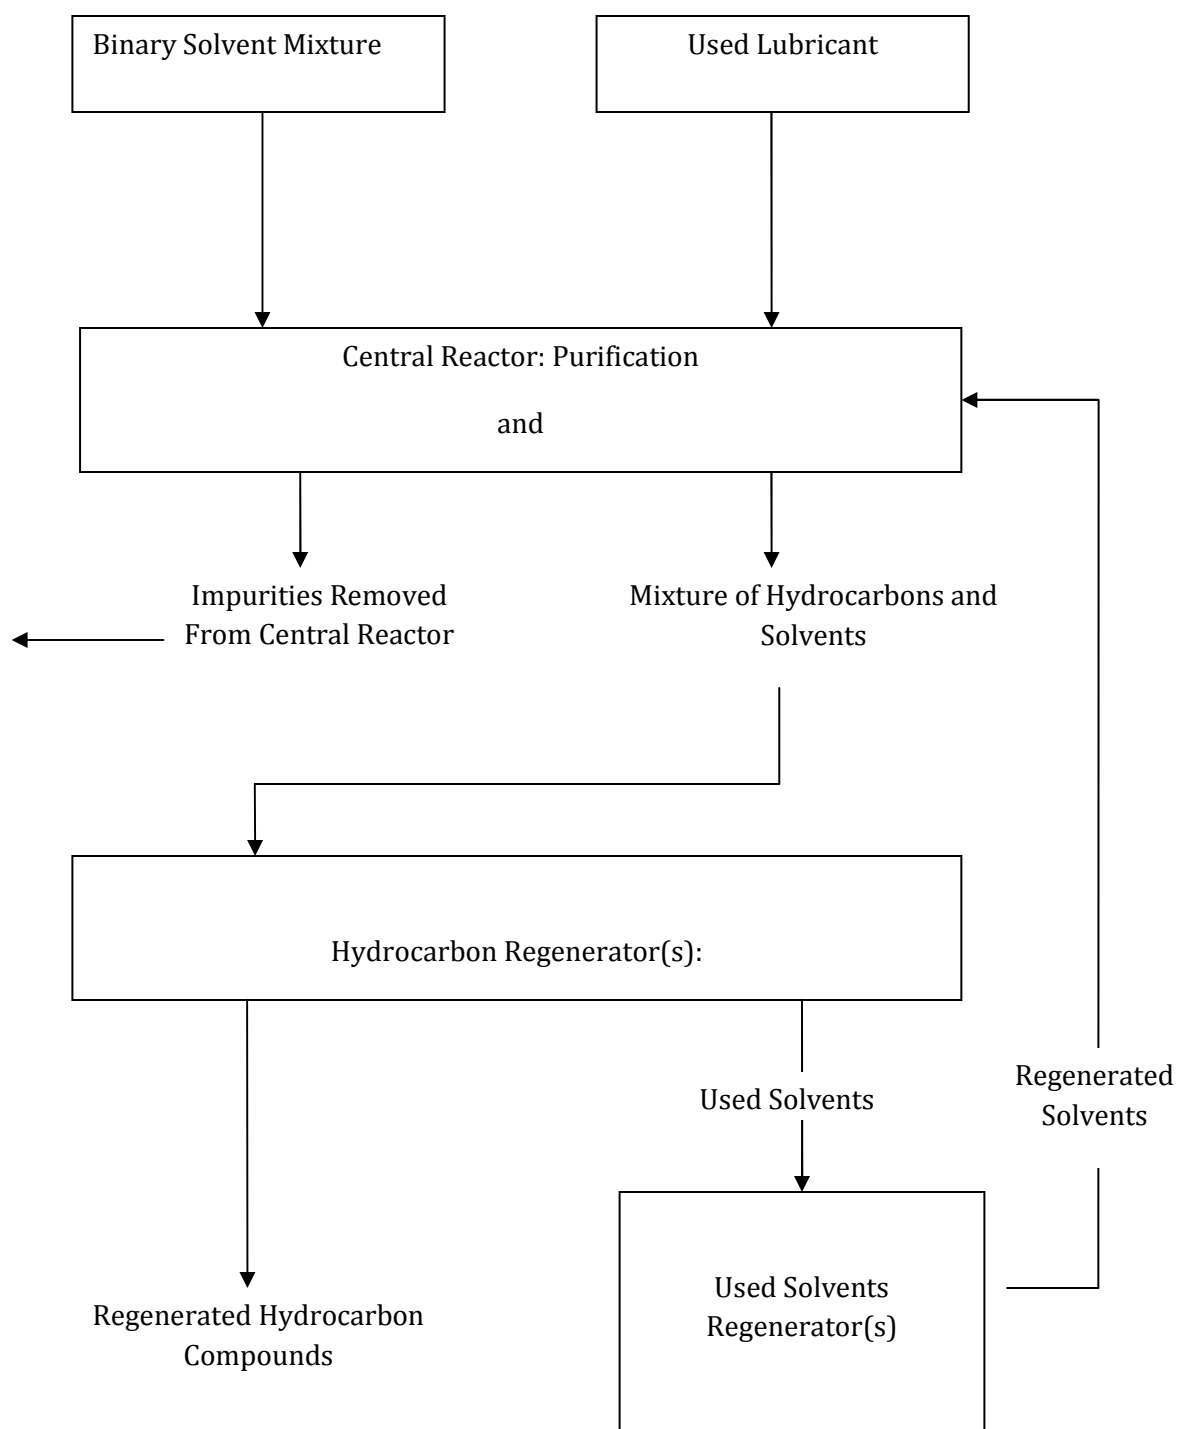 Binary Solvent Mixture
Used Lubricant
Central Reactor: Purification
and
Impurities Removed
From Central Reactor
Mixture of Hydrocarbons and
Solvents
Hydrocarbon Regenerator(s):
Used Solvents
Regenerated
Solvents
Used Solvents
Regenerator(s)
Regenerated Hydrocarbon
Compounds